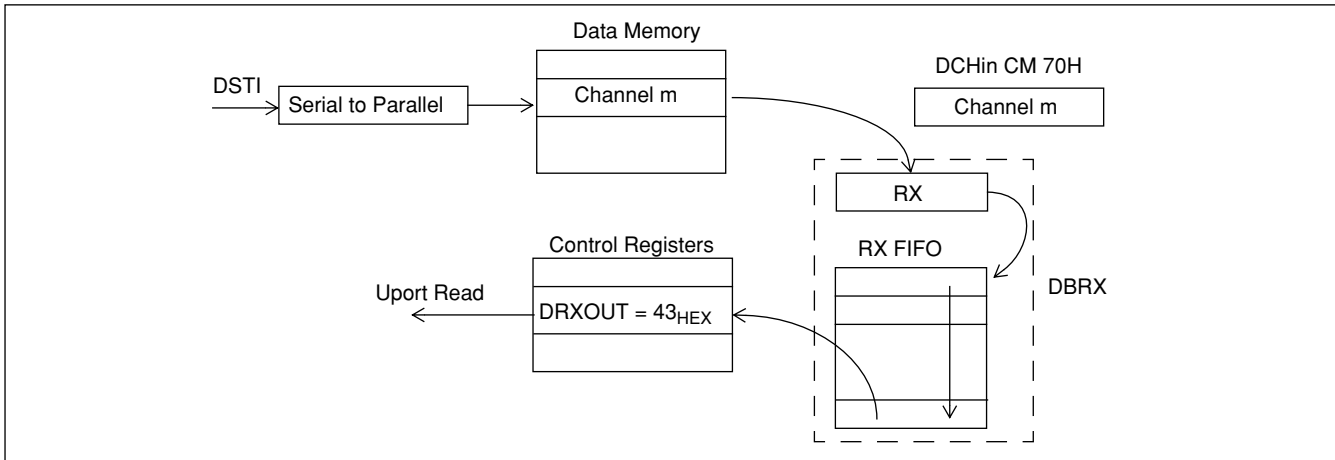 Data Memory
DSTI
DCHin CM 70H
Serial to Parallel
Channel m
Channel m
RX
Control Registers
RX FIFO
Uport Read
DRXOUT = 43HEX
DBRX